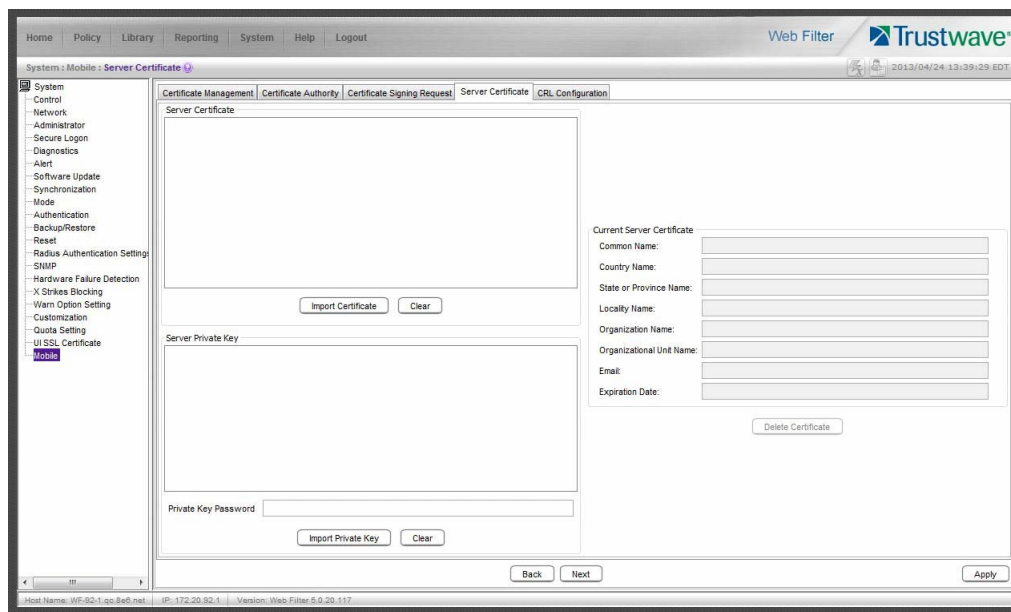 Home Policy Library Reporting System Help Logout
Web Filter Trustwave®
System : Mobile : Server Certificate
2013/04/24 13:39:29 EDT
System
Control
Network
Administrator
Secure Logon
Diagnostics
Alert
Software Update
Synchronization
Mode
Authentication
Backup/Restore
Reset
Radius Authentication Settings
SNMP
Hardware Failure Detection
X Strikes Blocking
Warn Option Setting
Customization
Quota Setting
UI SSL Certificate
Mobile
Certificate Management Certificate Authority Certificate Signing Request Server Certificate CRL Configuration
Server Certificate
Import Certificate Clear
Server Private Key
Private Key Password
Import Private Key Clear
Current Server Certificate
Common Name:
Country Name:
State or Province Name:
Locality Name:
Organization Name:
Organizational Unit Name:
Email:
Expiration Date:
Delete Certificate
Back Next Apply
Host Name: WF-92-1.qc.8e6.net IP: 172.20.92.1 Version: Web Filter 5.0.20.117